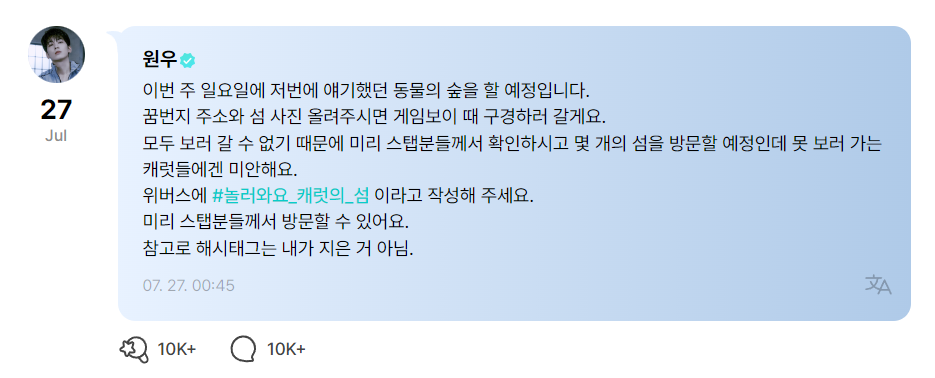 원우
27
Jul
이번 주 일요일에 저번에 얘기했던 동물의 숲을 할 예정입니다.
꿈번지 주소와 섬 사진 올려주시면 게임보이 때 구경하러 갈게요.
모두 보러 갈 수 없기 때문에 미리 스탭분들께서 확인하시고 몇 개의 섬을 방문할 예정인데 못 보러 가는
캐럿들에겐 미안해요.
위버스에 #놀러와요_캐럿의_섬 이라고 작성해 주세요.
미리 스탭분들께서 방문할 수 있어요.
참고로 해시태그는 내가 지은 거 아님.
07. 27. 00:45
10K+ 10K+